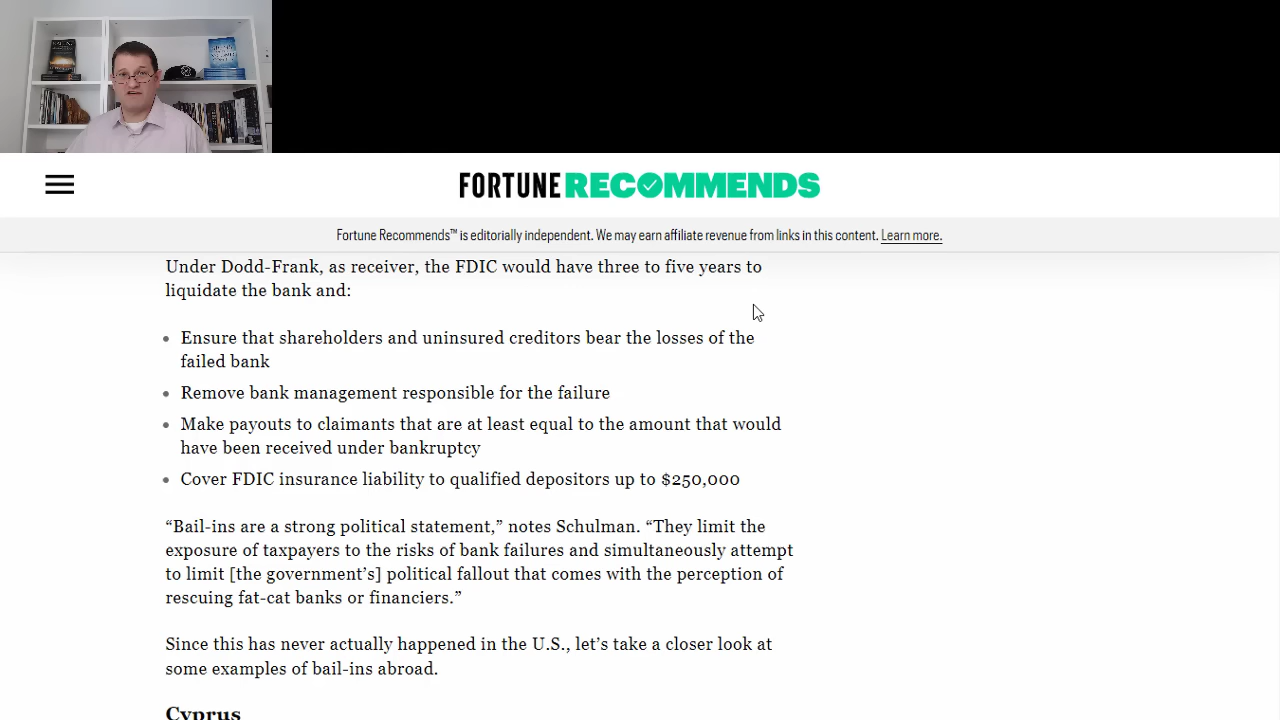 FORTUNE RECOMMENDS
Fortune Recommends™ is editorially independent. We may earn affiliate revenue from links in this content. Learn more.
Under Dodd-Frank, as receiver, the FDIC would have three to five years to
liquidate the bank and:
• Ensure that shareholders and uninsured creditors bear the losses of the
failed bank
• Remove bank management responsible for the failure
• Make payouts to claimants that are at least equal to the amount that would
have been received under bankruptcy
• Cover FDIC insurance liability to qualified depositors up to $250,000
“Bail-ins are a strong political statement,” notes Schulman. “They limit the
exposure of taxpayers to the risks of bank failures and simultaneously attempt
to limit [the government’s] political fallout that comes with the perception of
rescuing fat-cat banks or financiers.”
Since this has never actually happened in the U.S., let’s take a closer look at
some examples of bail-ins abroad.
Cyprus